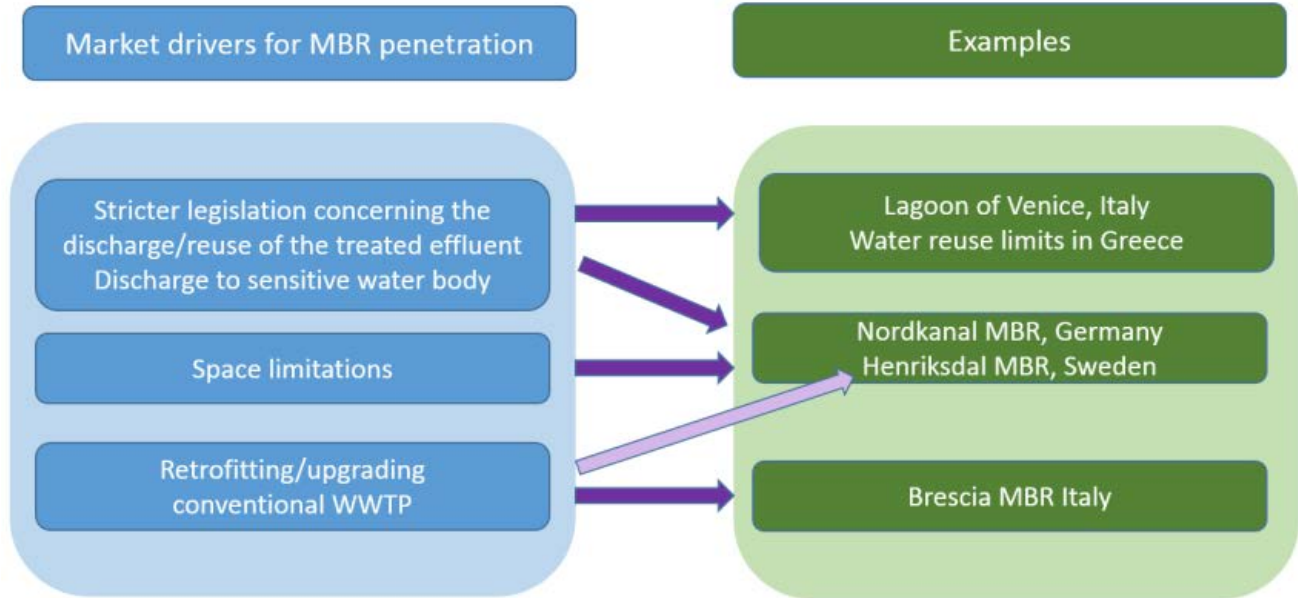 Market drivers for MBR penetration
Examples
Stricter legislation concerning the
discharge/reuse of the treated effluent
Discharge to sensitive water body
Lagoon of Venice, Italy
Water reuse limits in Greece
Space limitations
Nordkanal MBR, Germany
Henriksdal MBR, Sweden
Retrofitting/upgrading
conventional WWTP
Brescia MBR Italy